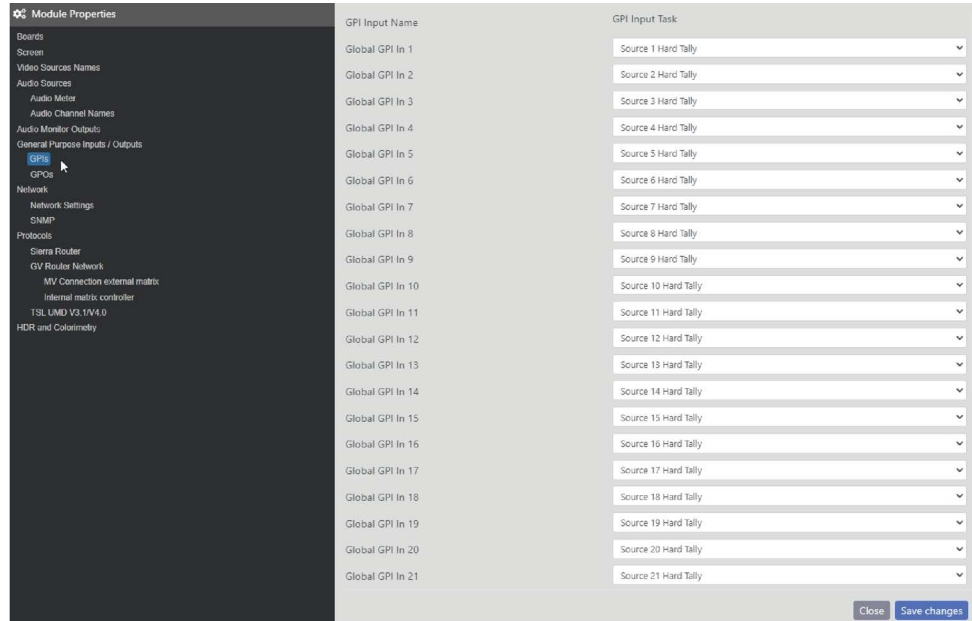 Module Properties
Boards
Screen
Video Sources Names
Audio Sources
Audio Meter
Audio Channel Names
Audio Monitor Outputs
General Purpose Inputs / Outputs
GPIs
GPOs
Network
Network Settings
SNMP
Protocols
Sierra Router
GV Router Network
MV Connection external matrix
Internal matrix controller
TSL UMD V3.1/V4.0
HDR and Colorimetry
GPI Input Name GPI Input Task
Global GPI In 1 Source 1 Hard Tally
Global GPI In 2 Source 2 Hard Tally
Global GPI In 3 Source 3 Hard Tally
Global GPI In 4 Source 4 Hard Tally
Global GPI In 5 Source 5 Hard Tally
Global GPI In 6 Source 6 Hard Tally
Global GPI In 7 Source 7 Hard Tally
Global GPI In 8 Source 8 Hard Tally
Global GPI In 9 Source 9 Hard Tally
Global GPI In 10 Source 10 Hard Tally
Global GPI In 11 Source 11 Hard Tally
Global GPI In 12 Source 12 Hard Tally
Global GPI In 13 Source 13 Hard Tally
Global GPI In 14 Source 14 Hard Tally
Global GPI In 15 Source 15 Hard Tally
Global GPI In 16 Source 16 Hard Tally
Global GPI In 17 Source 17 Hard Tally
Global GPI In 18 Source 18 Hard Tally
Global GPI In 19 Source 19 Hard Tally
Global GPI In 20 Source 20 Hard Tally
Global GPI In 21 Source 21 Hard Tally
Close Save changes